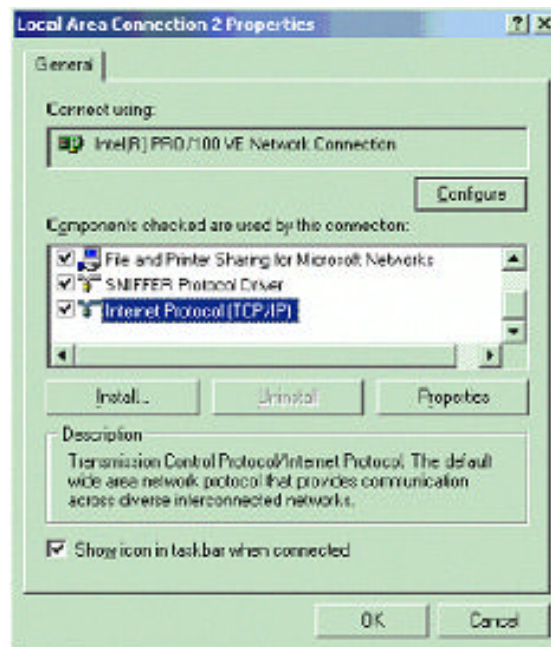 Local Area Connection 2 Properties
General
Connect using:
Intel(R) PRO/100 VE Network Connection
Configure
Components checked are used by this connection:
File and Printer Sharing for Microsoft Networks
SNIFFER Protocol Driver
Internet Protocol (TCP/IP)
Install...
Uninstall
Properties
Description
Transmission Control Protocol/Internet Protocol. The default
wide area network protocol that provides communication
across diverse interconnected networks.
Show icon in taskbar when connected
OK
Cancel